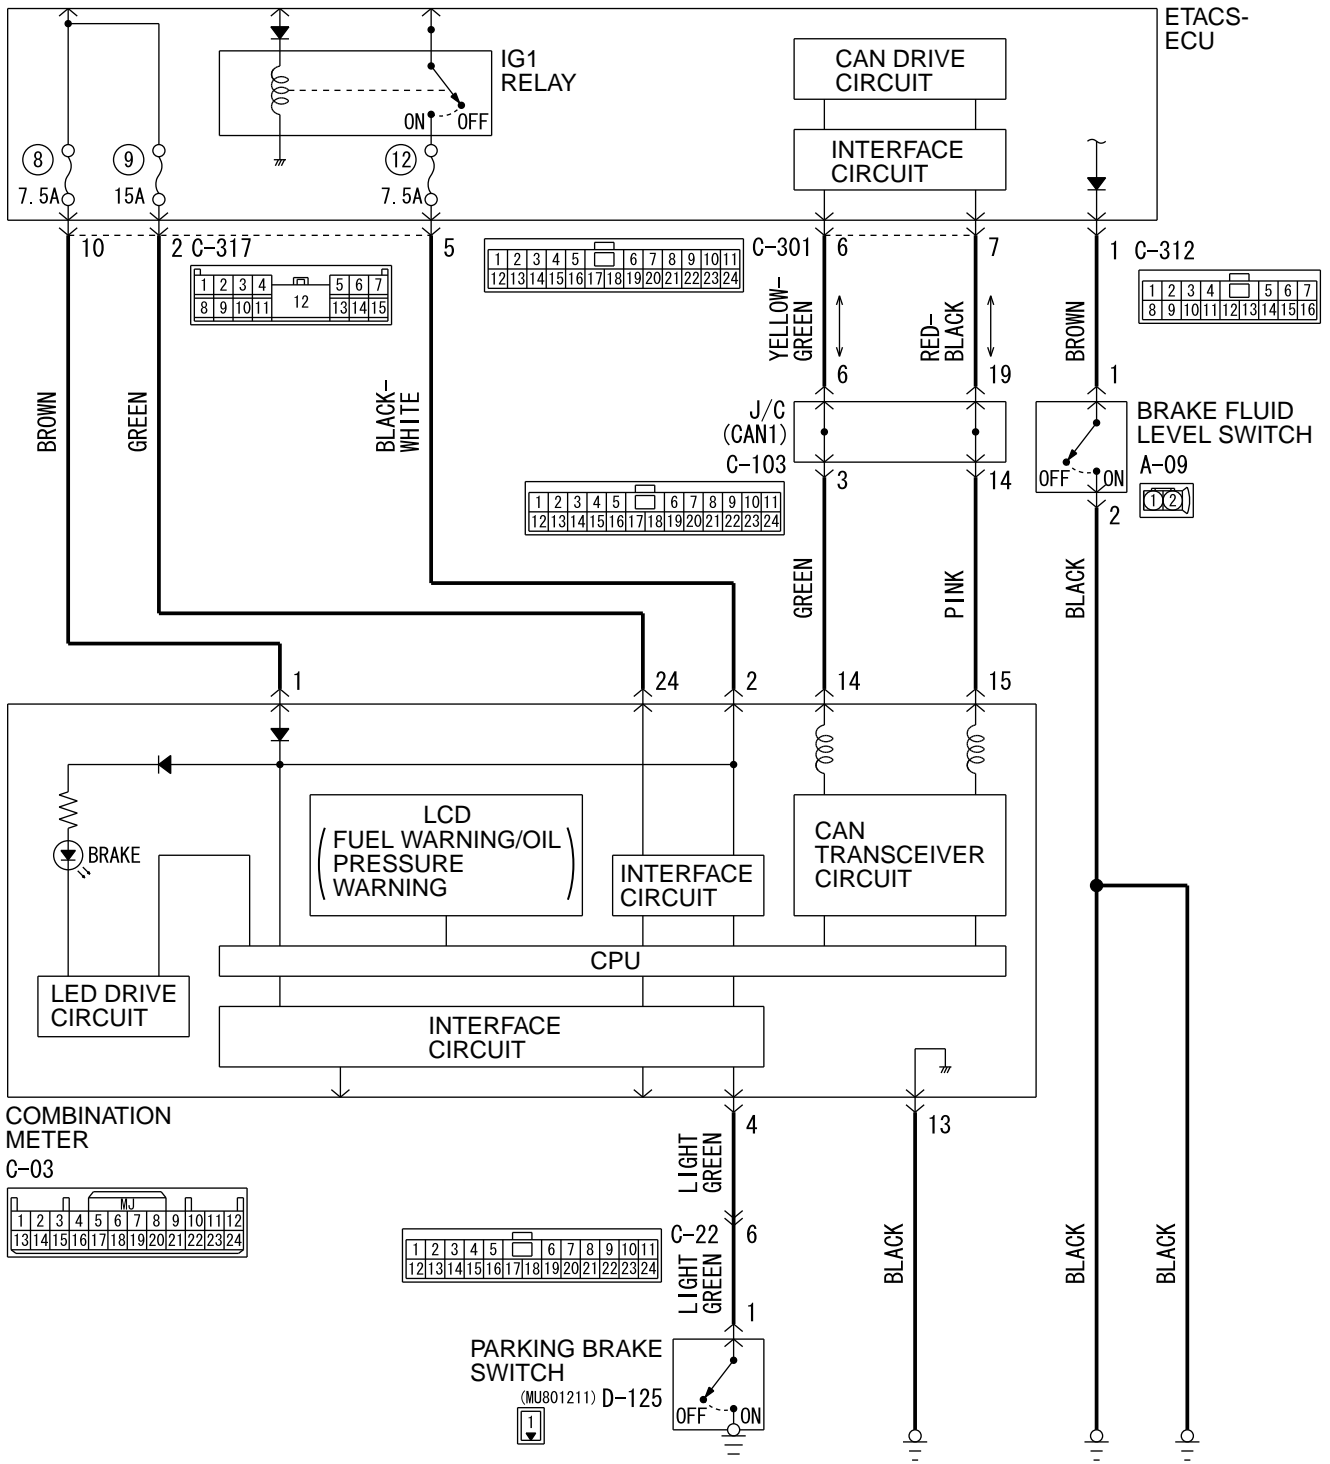 ETACS-
ECU
IG1
RELAY
CAN DRIVE
CIRCUIT
ON OFF
INTERFACE
CIRCUIT
8
9
12
7.5A
15A
7.5A
10
2 C-317
5
C-301 6
7
1 C-312
1 2 3 4 5 6 7
8 9 10 11 12 13 14 15
1 2 3 4 5 6 7 8 9 10 11
12 13 14 15 16 17 18 19 20 21 22 23 24
1 2 3 4 5 6 7
8 9 10 11 12 13 14 15 16
YELLOW-
GREEN
RED-
BLACK
BROWN
BROWN
GREEN
BLACK-
WHITE
6
19
1
J/C
(CAN1)
C-103
3
14
BRAKE FLUID
LEVEL SWITCH
A-09
OFF ON
1 2
2
1 2 3 4 5 6 7 8 9 10 11
12 13 14 15 16 17 18 19 20 21 22 23 24
GREEN
PINK
BLACK
1
24
2
14
15
BRAKE
LCD
FUEL WARNING/OIL
PRESSURE
WARNING
INTERFACE
CIRCUIT
CAN
TRANSCEIVER
CIRCUIT
CPU
LED DRIVE
CIRCUIT
INTERFACE
CIRCUIT
COMBINATION
METER
C-03
MJ
1 2 3 4 5 6 7 8 9 10 11 12
13 14 15 16 17 18 19 20 21 22 23 24
4
13
LIGHT
GREEN
C-22 6
1 2 3 4 5 6 7 8 9 10 11
12 13 14 15 16 17 18 19 20 21 22 23 24
LIGHT
GREEN
BLACK
BLACK
BLACK
1
PARKING BRAKE
SWITCH
(MU801211) D-125
1
OFF ON